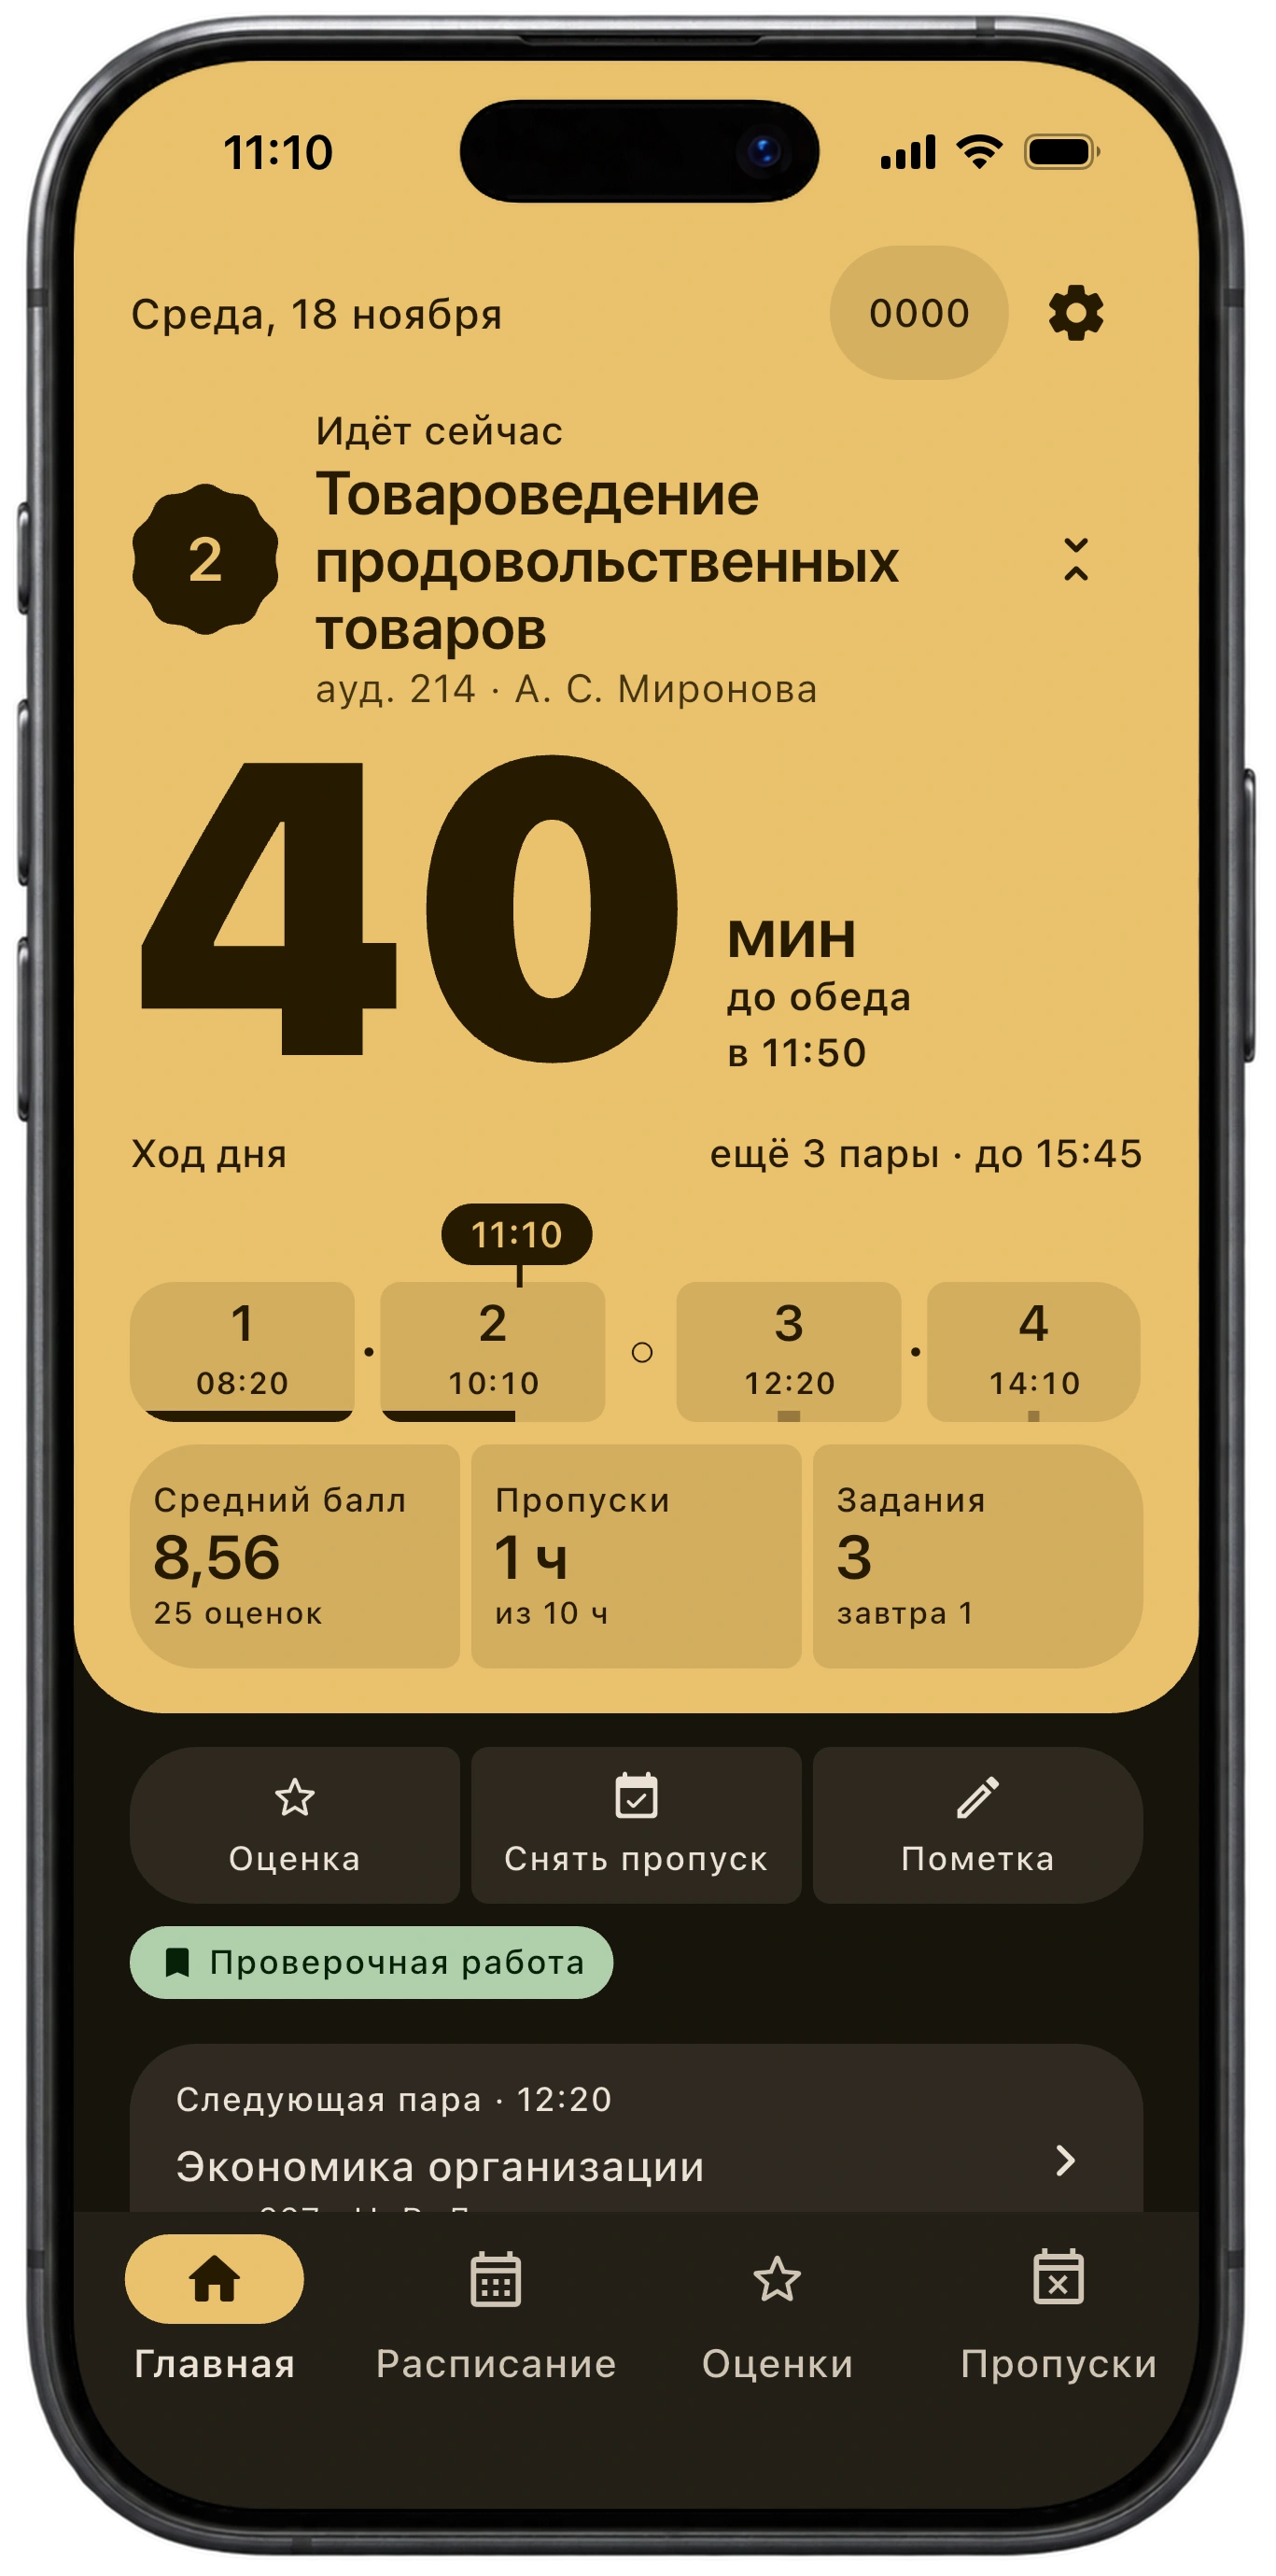 11:10
Среда, 18 ноября
0000
Идёт сейчас
2
Товароведение
продовольственных
товаров
ауд. 214 · А. С. Миронова
40
мин
до обеда
в 11:50
Ход дня
ещё 3 пары · до 15:45
11:10
1
2
3
4
08:20
10:10
12:20
14:10
Средний балл
Пропуски
Задания
8,56
1 ч
3
25 оценок
из 10 ч
завтра 1
Оценка
Снять пропуск
Пометка
Проверочная работа
Следующая пара · 12:20
Экономика организации
Главная
Расписание
Оценки
Пропуски